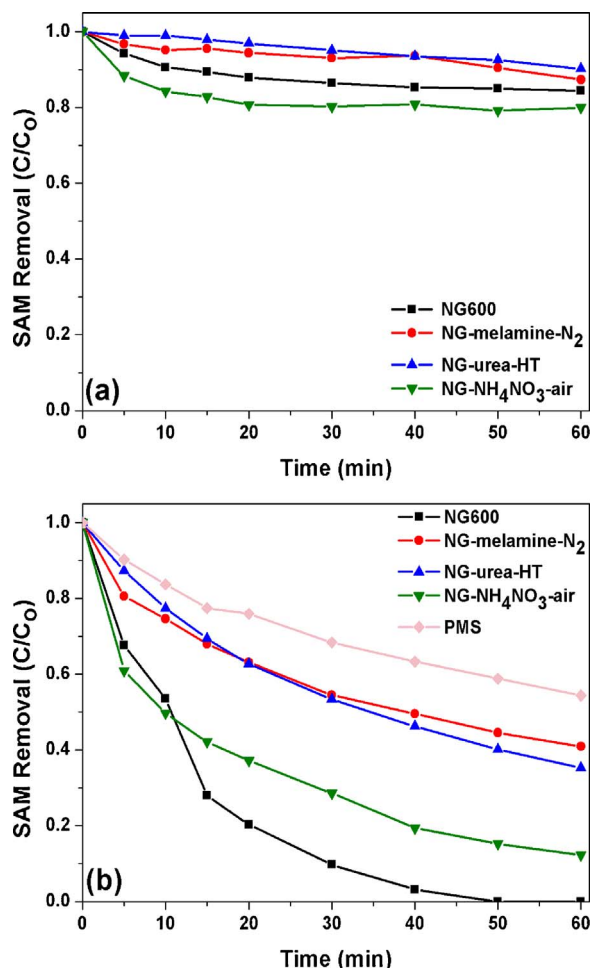 SAM Removal (C/CO)
1.0
0.8
0.6
0.4
0.2
0.0
NG600
NG-melamine-N2
NG-urea-HT
NG-NH4NO3-air
(a)
0 10 20 30 40 50 60
Time (min)
SAM Removal (C/CO)
1.0
0.8
0.6
0.4
0.2
0.0
NG600
NG-melamine-N2
NG-urea-HT
NG-NH4NO3-air
PMS
(b)
0 10 20 30 40 50 60
Time (min)